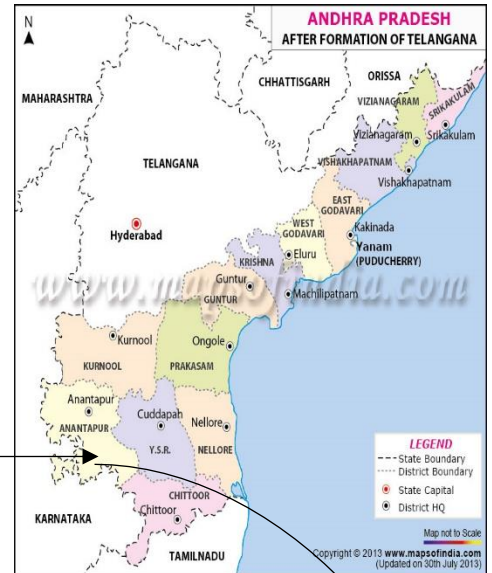 N
ANDHRA PRADESH
AFTER FORMATION OF TELANGANA
MAHARASHTRA
CHHATTISGARH
ORISSA
VIZIANAGARAM
SRIKAKULAM
Vizianagaram
Srikakulam
TELANGANA
VISHAKHAPATNAM
Vishakhapatnam
EAST
GODAVARI
WEST
GODAVARI
Kakinada
Hyderabad
Yanam
(PUDUCHERRY)
Eluru
KRISHNA
Guntur
GUNTUR
Machilipatnam
www.mapsofindia.com
Kurnool
Ongole
KURNOOL
PRAKASAM
Anantapur
Cuddapah
Nellore
ANANTAPUR
Y.S.R.
NELLORE
CHITTOOR
Chittoor
KARNATAKA
TAMILNADU
LEGEND
State Boundary
District Boundary
State Capital
District HQ
Map not to Scale
Copyright © 2013 www.mapsofindia.com
(Updated on 30th July 2013)